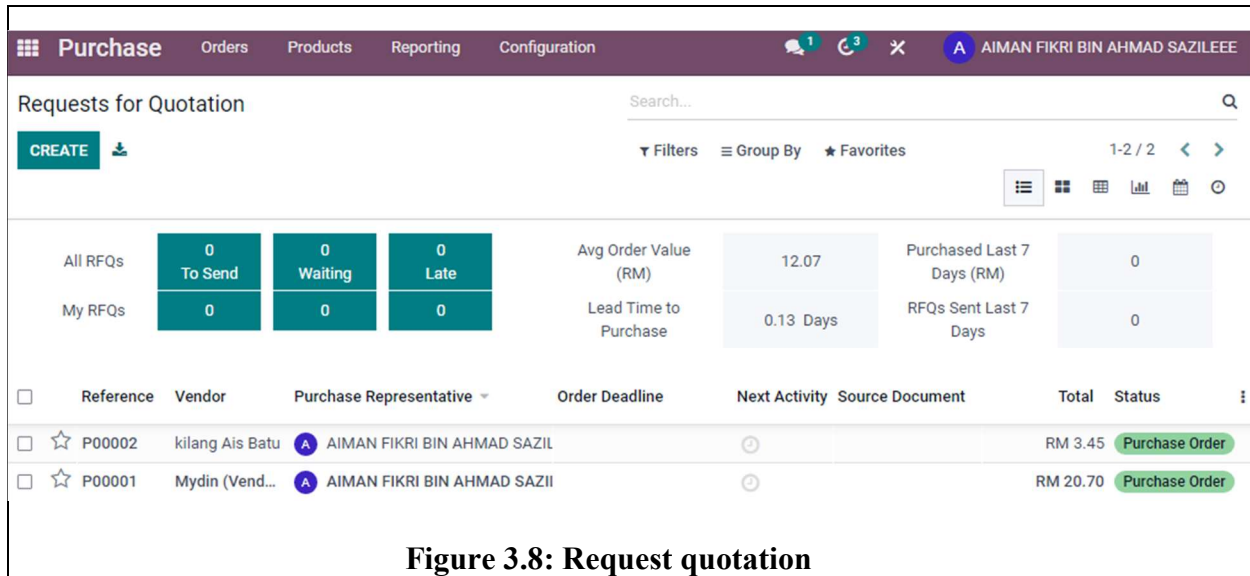 Purchase Orders Products Reporting Configuration 1 3 A AIMAN FIKRI BIN AHMAD SAZILEEE
Requests for Quotation Search...
CREATE Filters Group By Favorites 1-2 / 2
All RFQs 0 To Send 0 Waiting 0 Late
My RFQs 0 0 0
Avg Order Value (RM) 12.07 Purchased Last 7 Days (RM) 0
Lead Time to Purchase 0.13 Days RFQs Sent Last 7 Days 0
Reference Vendor Purchase Representative Order Deadline Next Activity Source Document Total Status
P00002 kilang Ais Batu A AIMAN FIKRI BIN AHMAD SAZIL RM 3.45 Purchase Order
P00001 Mydin (Vend... A AIMAN FIKRI BIN AHMAD SAZII RM 20.70 Purchase Order
Figure 3.8: Request quotation